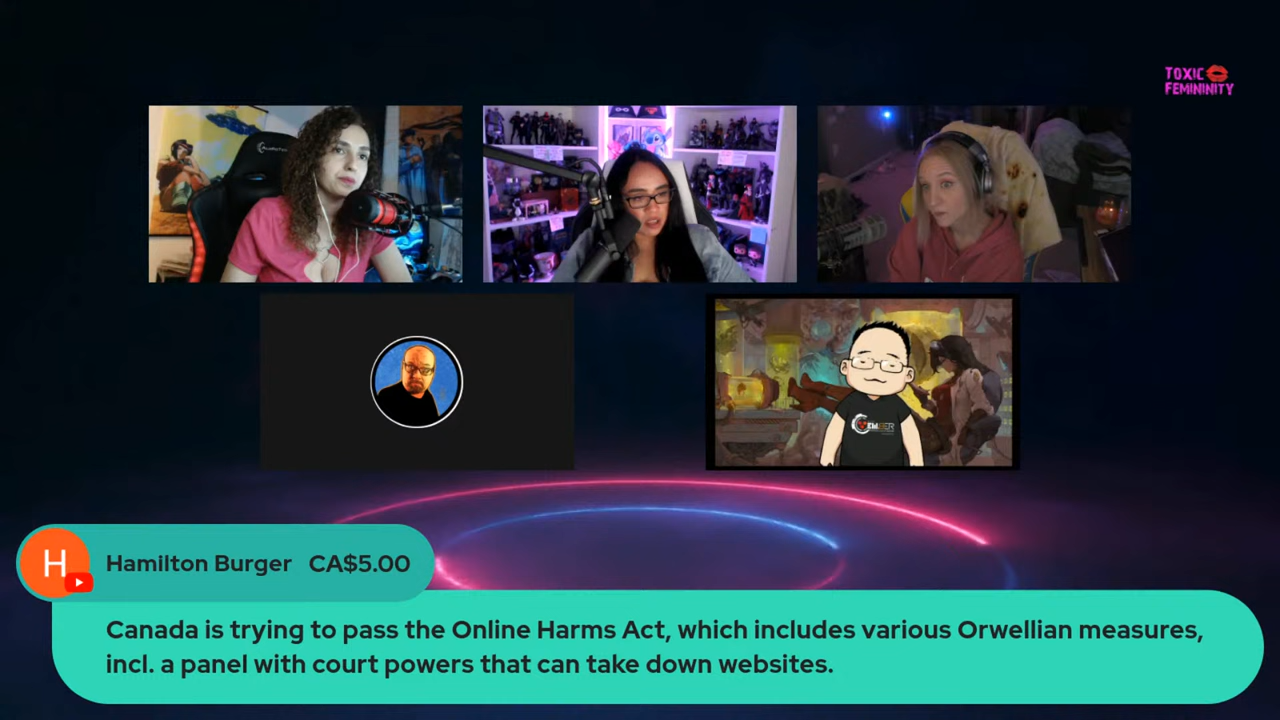 TOXIC
FEMININITY
H
Hamilton Burger CA$5.00
Canada is trying to pass the Online Harms Act, which includes various Orwellian measures,
incl. a panel with court powers that can take down websites.